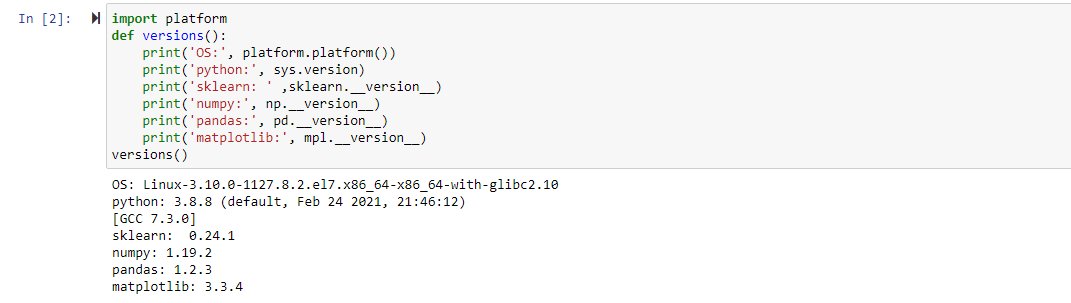 In [2]:
import platform
def versions():
    print('OS:', platform.platform())
    print('python:', sys.version)
    print('sklearn: ' ,sklearn.__version__)
    print('numpy:', np.__version__)
    print('pandas:', pd.__version__)
    print('matplotlib:', mpl.__version__)
versions()
OS: Linux-3.10.0-1127.8.2.el7.x86_64-x86_64-with-glibc2.10
python: 3.8.8 (default, Feb 24 2021, 21:46:12)
[GCC 7.3.0]
sklearn:  0.24.1
numpy: 1.19.2
pandas: 1.2.3
matplotlib: 3.3.4